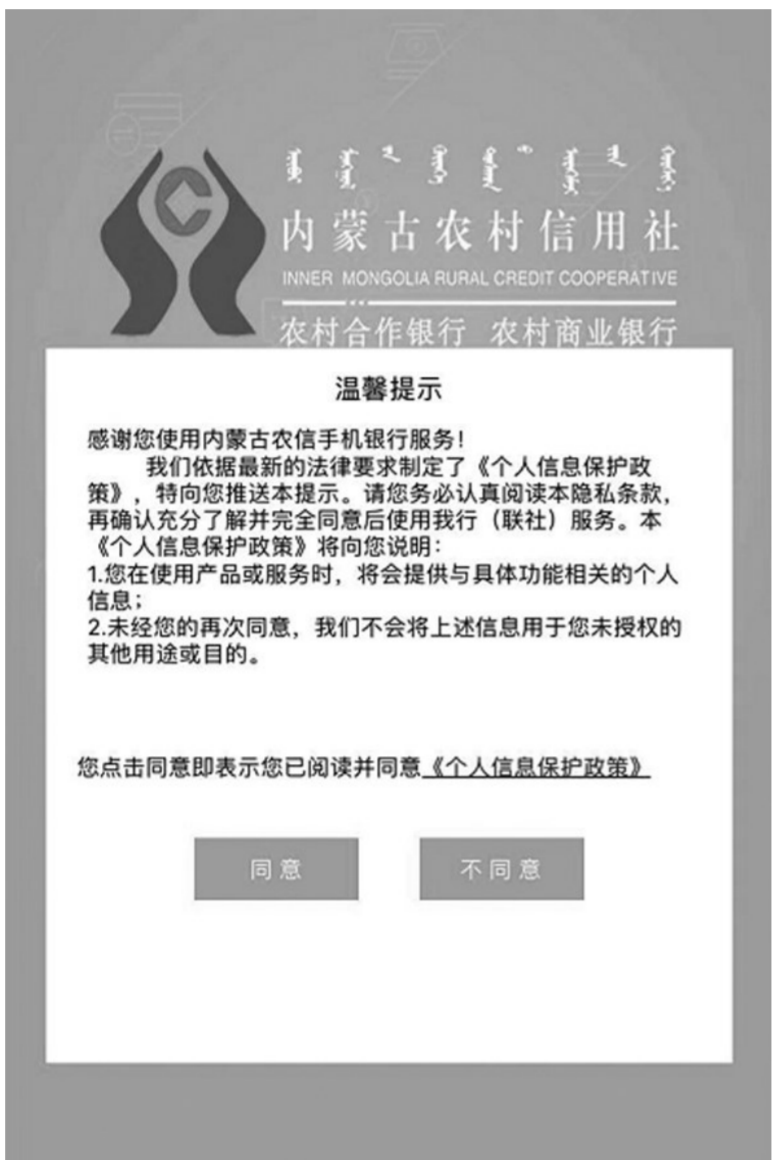 内蒙古农村信用社
INNER MONGOLIA RURAL CREDIT COOPERATIVE
农村合作银行 农村商业银行
温馨提示
感谢您使用内蒙古农信手机银行服务！
我们依据最新的法律要求制定了《个人信息保护政
策》，特向您推送本提示。请您务必认真阅读本隐私条款，
再确认充分了解并完全同意后使用我行（联社）服务。本
《个人信息保护政策》将向您说明：
1.您在使用产品或服务时，将会提供与具体功能相关的个人
信息；
2.未经您的再次同意，我们不会将上述信息用于您未授权的
其他用途或目的。
您点击同意即表示您已阅读并同意《个人信息保护政策》
同意 不同意